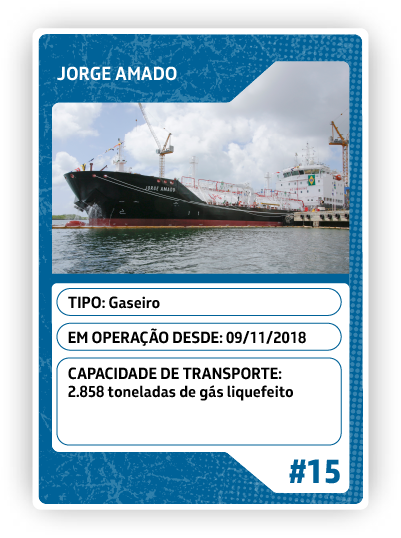 JORGE AMADO
JORGE AMADO
TIPO: Gaseiro
EM OPERAÇÃO DESDE: 09/11/2018
CAPACIDADE DE TRANSPORTE:
2.858 toneladas de gás liquefeito
#15